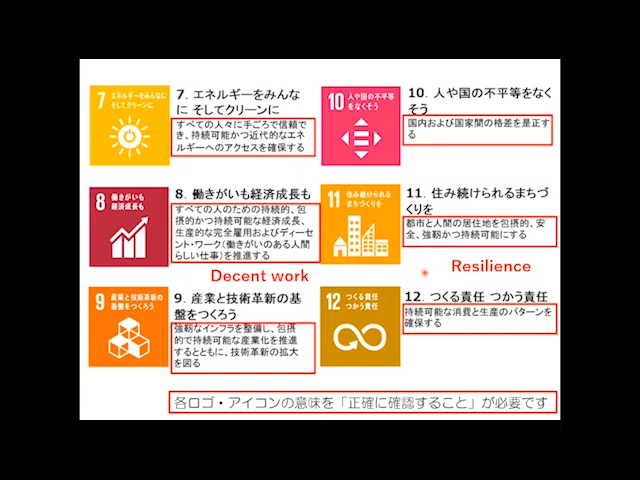 7 エネルギーをみんなに
そしてクリーンに
7. エネルギーをみんな
に そしてクリーンに
すべての人々に手ごろで信頼で
き、持続可能かつ近代的なエネ
ルギーへのアクセスを確保する
8 働きがいも
経済成長も
8. 働きがいも経済成長も
すべての人のための持続的、包
摂的かつ持続可能な経済成長、
生産的な完全雇用およびディーセ
ント・ワーク(働きがいのある人間
らしい仕事)を推進する
Decent work
9 産業と技術革新の
基盤をつくろう
9. 産業と技術革新の基
盤をつくろう
強靭なインフラを整備し、包摂
的で持続可能な産業化を推進
するとともに、技術革新の拡大
を図る
10 人や国の不平等
をなくそう
10. 人や国の不平等をなく
そう
国内および国家間の格差を是正す
る
11 住み続けられる
まちづくりを
11. 住み続けられるまちづ
くりを
都市と人間の居住地を包摂的、安
全、強靭かつ持続可能にする
Resilience
12 つくる責任
つかう責任
12. つくる責任 つかう責任
持続可能な消費と生産のパターンを
確保する
各ロゴ・アイコンの意味を「正確に確認すること」が必要です